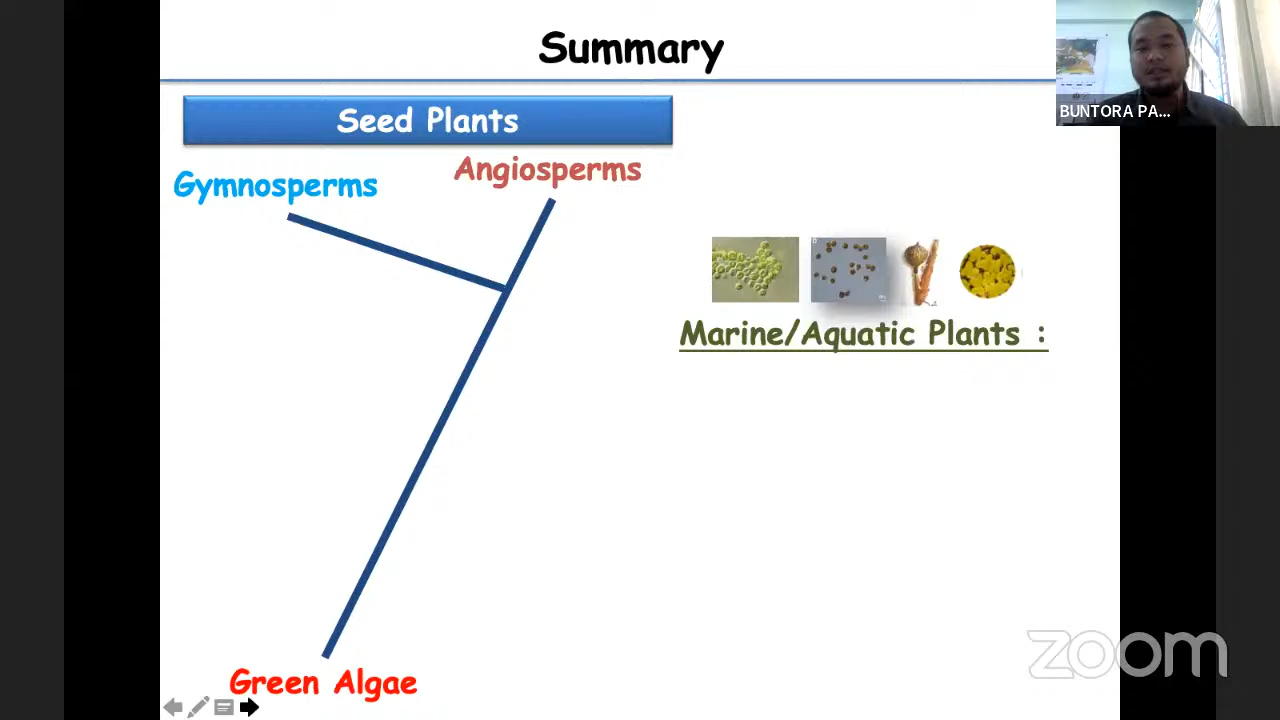 Summary
Seed Plants
Angiosperms
Gymnosperms
Marine/Aquatic Plants :
Green Algae
BUNTORA PA...
zoom